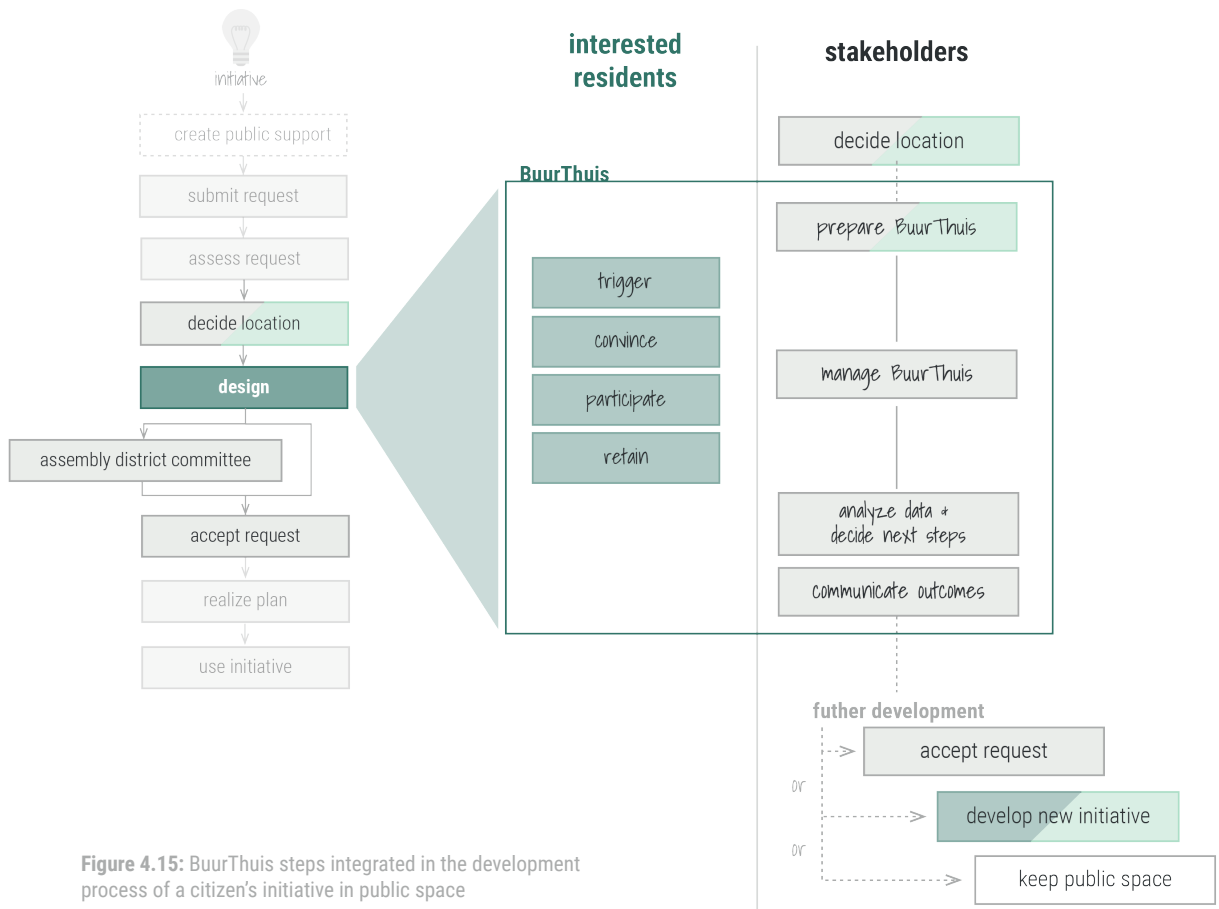 initiative
create public support
submit request
assess request
decide location
design
assembly district committee
accept request
realize plan
use initiative
interested
residents
BuurThuis
trigger
convince
participate
retain
stakeholders
decide location
prepare BuurThuis
manage BuurThuis
analyze data &
decide next steps
communicate outcomes
futher development
accept request
or
develop new initiative
or
keep public space
Figure 4.15: BuurThuis steps integrated in the development
process of a citizen's initiative in public space